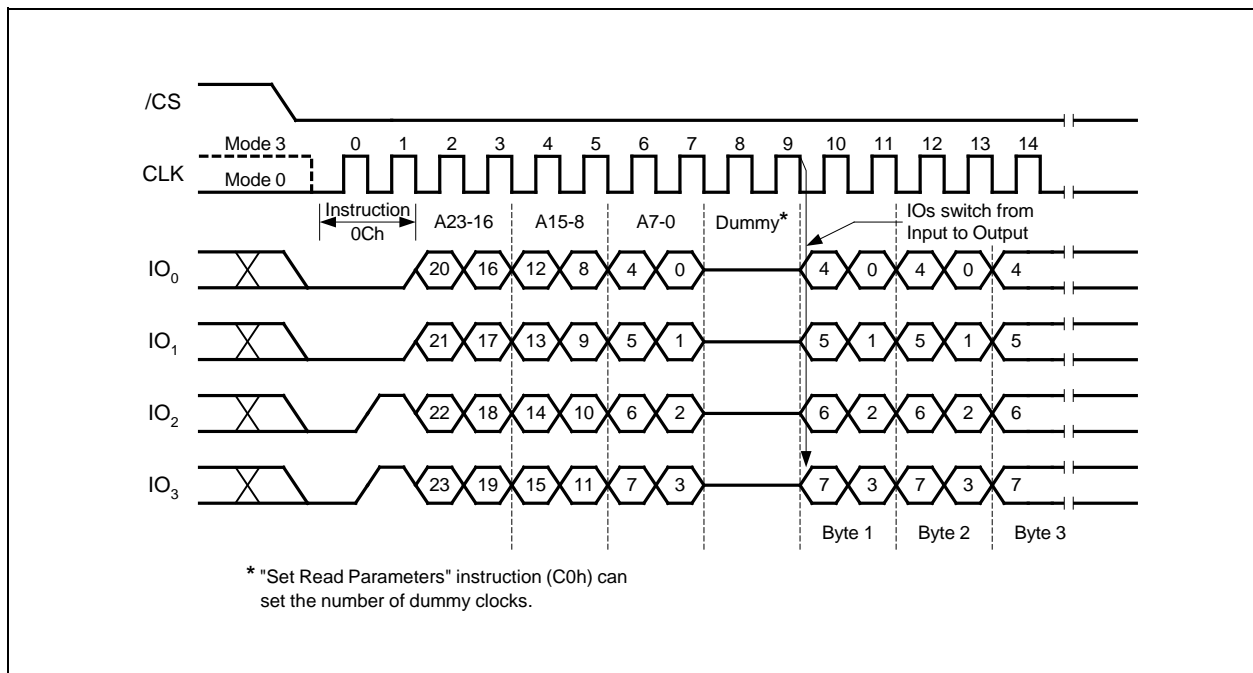 /CS
Mode 3 0 1 2 3 4 5 6 7 8 9 10 11 12 13 14
CLK
Mode 0
Instruction
0Ch
A23-16 A15-8 A7-0 Dummy*
IOs switch from
Input to Output
IO0 20 16 12 8 4 0 4 0 4 0 4
IO1 21 17 13 9 5 1 5 1 5 1 5
IO2 22 18 14 10 6 2 6 2 6 2 6
IO3 23 19 15 11 7 3 7 3 7 3 7
Byte 1 Byte 2 Byte 3
* "Set Read Parameters" instruction (C0h) can
set the number of dummy clocks.